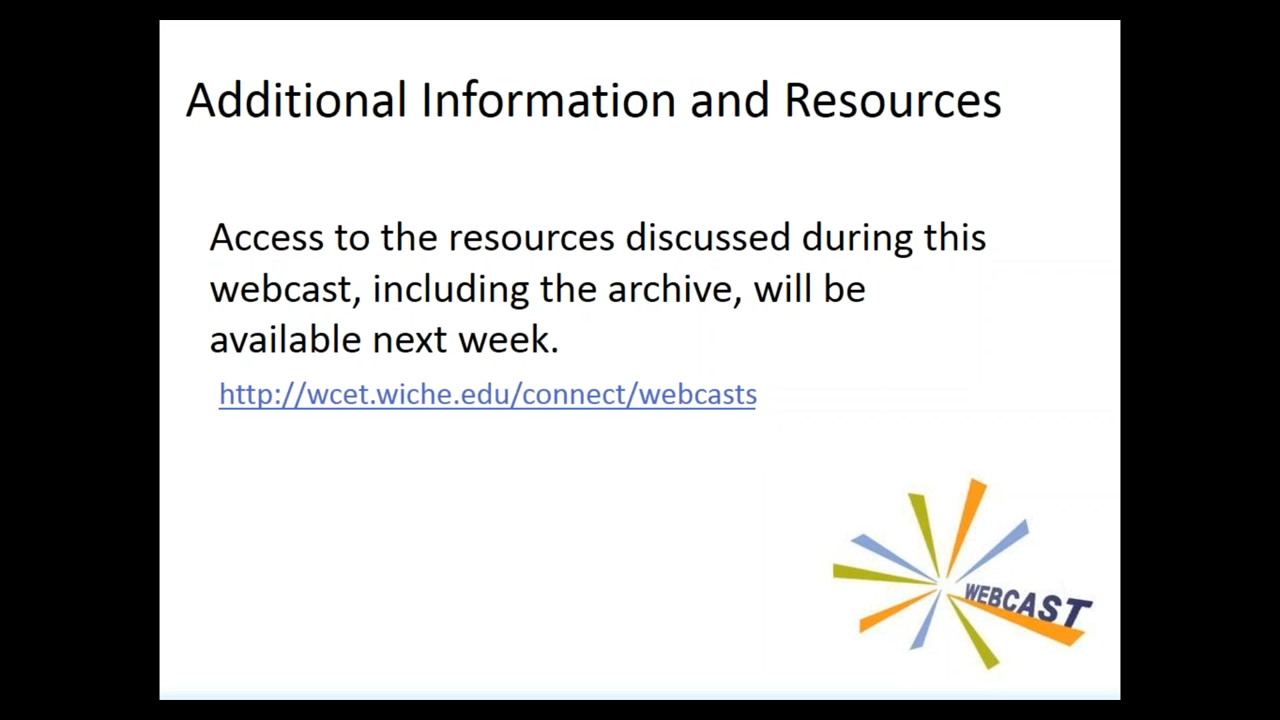 Additional Information and Resources
Access to the resources discussed during this
webcast, including the archive, will be
available next week.
http://wcet.wiche.edu/connect/webcasts
WEBCAST